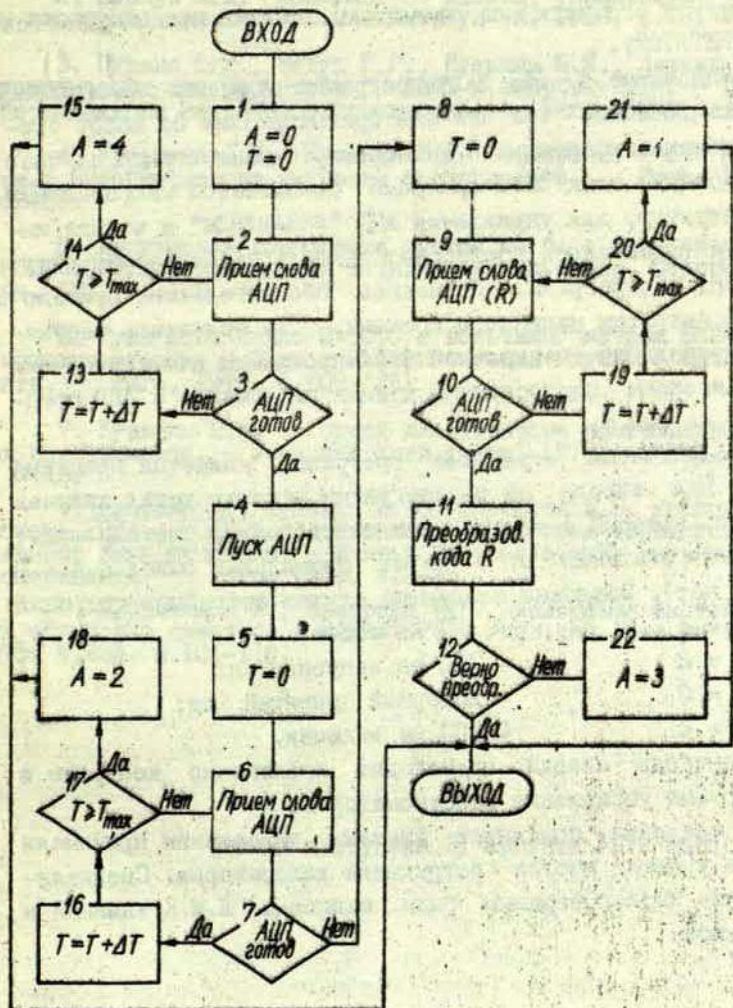 ВХОД
1
A=0
T=0
2
Прием слова
АЦП
3
АЦП
готов
Нет
Да
4
Пуск АЦП
5
T=0
6
Прием слова
АЦП
7
АЦП
готов
Да
Нет
8
T=0
9
Прием слова
АЦП (R)
10
АЦП
готов
Нет
Да
11
Преобразов.
кода R
12
Верно
преобр.
Нет
Да
ВЫХОД
13
T=T+ΔT
14
T≥Tmax
Да
Нет
15
A=4
16
T=T+ΔT
17
T≥Tmax
Да
Нет
18
A=2
19
T=T+ΔT
20
T≥Tmax
Да
Нет
21
A=1
22
A=3